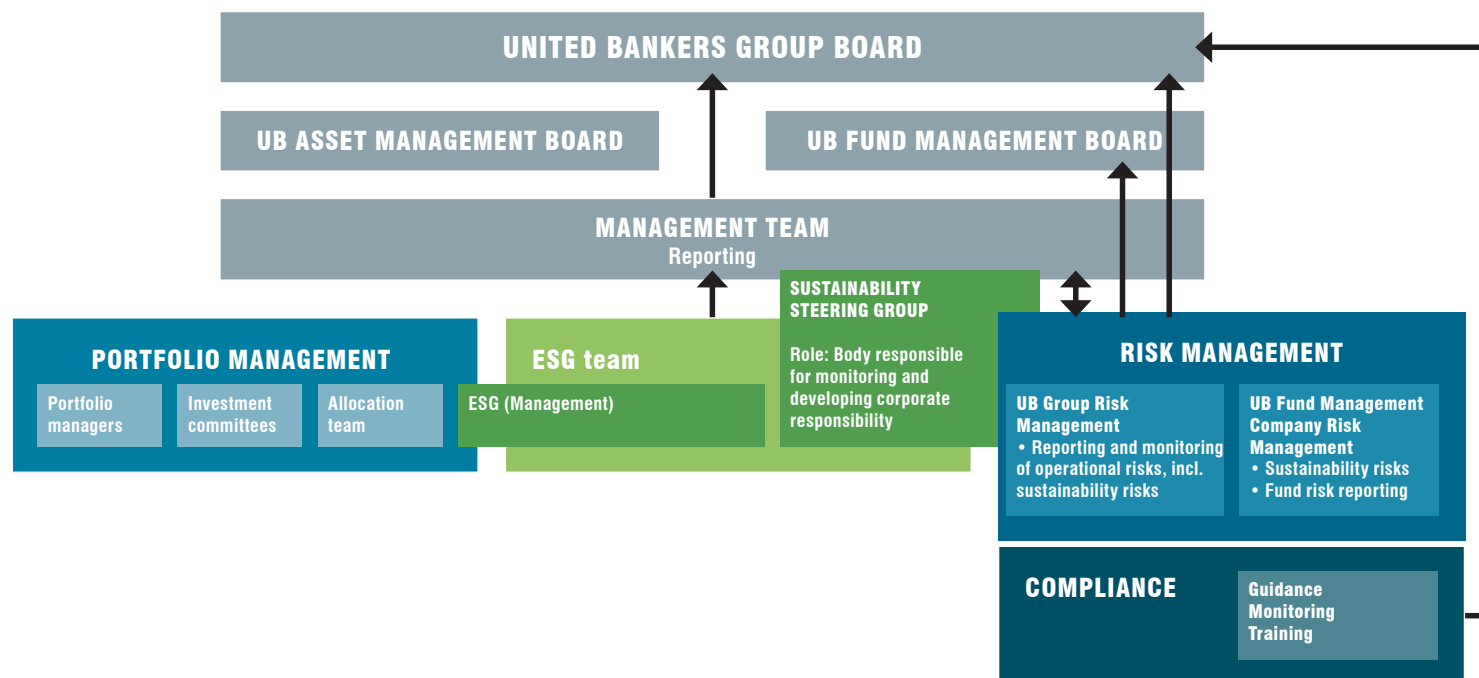 UNITED BANKERS GROUP BOARD
UB ASSET MANAGEMENT BOARD
UB FUND MANAGEMENT BOARD
MANAGEMENT TEAM
Reporting
PORTFOLIO MANAGEMENT
Portfolio
managers
Investment
committees
Allocation
team
ESG team
ESG (Management)
SUSTAINABILITY
STEERING GROUP
Role: Body responsible
for monitoring and
developing corporate
responsibility
RISK MANAGEMENT
UB Group Risk
Management
• Reporting and monitoring
of operational risks, incl.
sustainability risks
UB Fund Management
Company Risk
Management
• Sustainability risks
• Fund risk reporting
COMPLIANCE
Guidance
Monitoring
Training